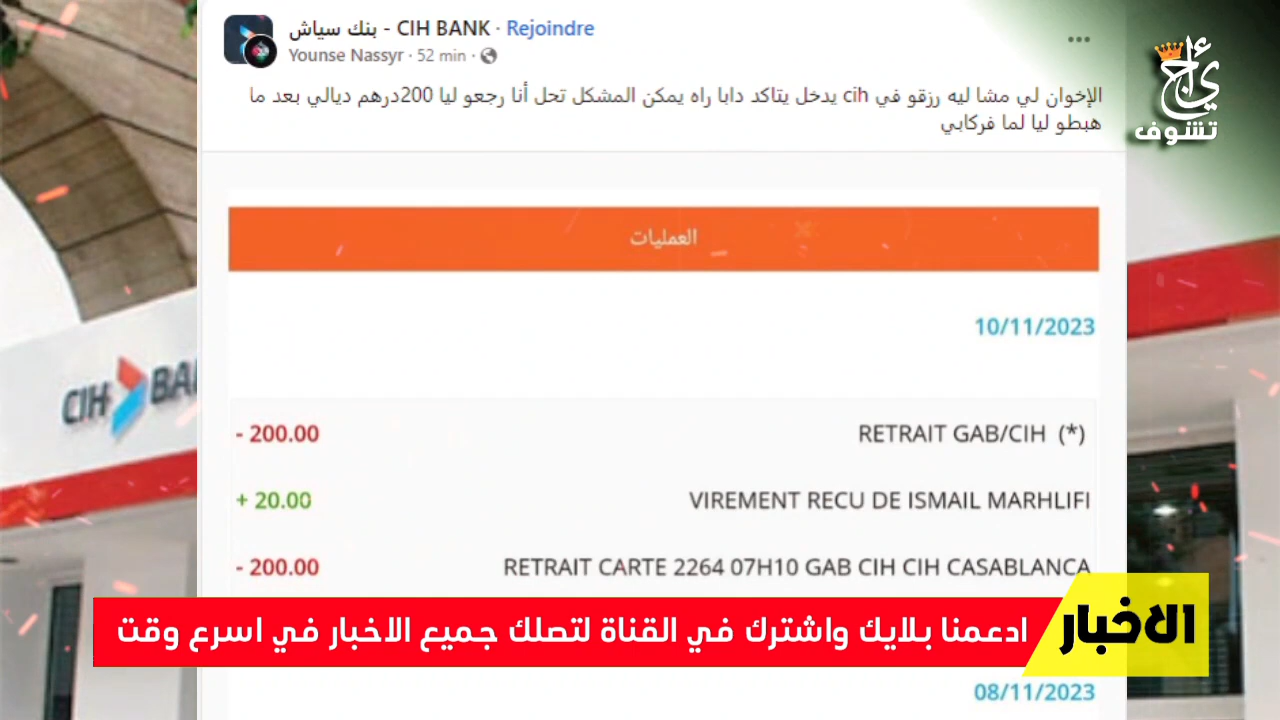 CIH BANK - بنك سياش · Rejoindre
Younse Nassyr · 52 min ·
أجي
تشوف
الإخوان لي مشا ليه رزقو في cih يدخل يتاكد دابا راه يمكن المشكل تحل أنا رجعو ليا 200درهم ديالي بعد ما
هبطو ليا لما فركابي
العمليات
10/11/2023
- 200.00 RETRAIT GAB/CIH (*)
+ 20.00 VIREMENT RECU DE ISMAIL MARHLIFI
- 200.00 RETRAIT CARTE 2264 07H10 GAB CIH CIH CASABLANCA
CIH BA
الاخبار
ادعمنا بلايك واشترك في القناة لتصلك جميع الاخبار في اسرع وقت
08/11/2023